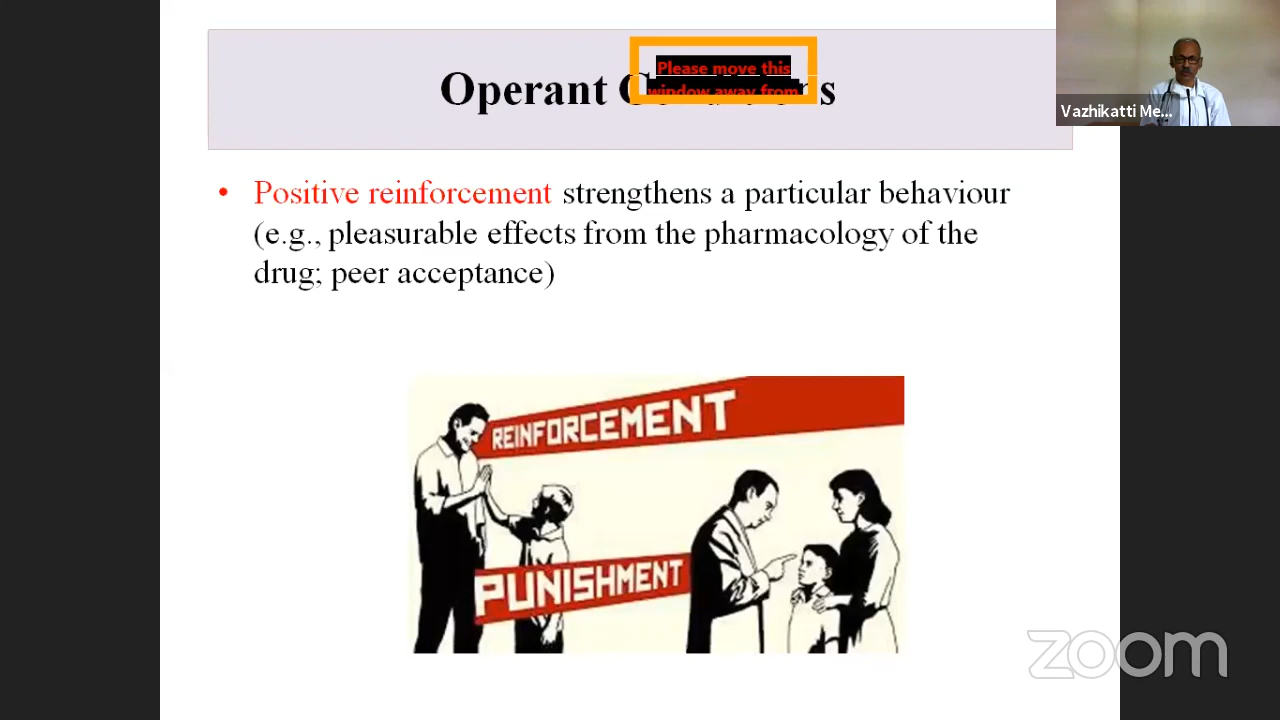 Operant
Please move this
window away from
Vazhikatti Me...
• Positive reinforcement strengthens a particular behaviour
(e.g., pleasurable effects from the pharmacology of the
drug; peer acceptance)
REINFORCEMENT
PUNISHMENT
zoom